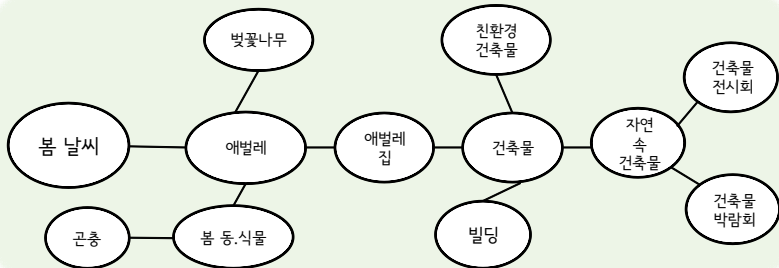 벚꽃나무
친환경
건축물
건축물
전시회
봄 날씨
애벌레
애벌레
집
건축물
자연
속
건축물
곤충
봄 동.식물
빌딩
건축물
박람회